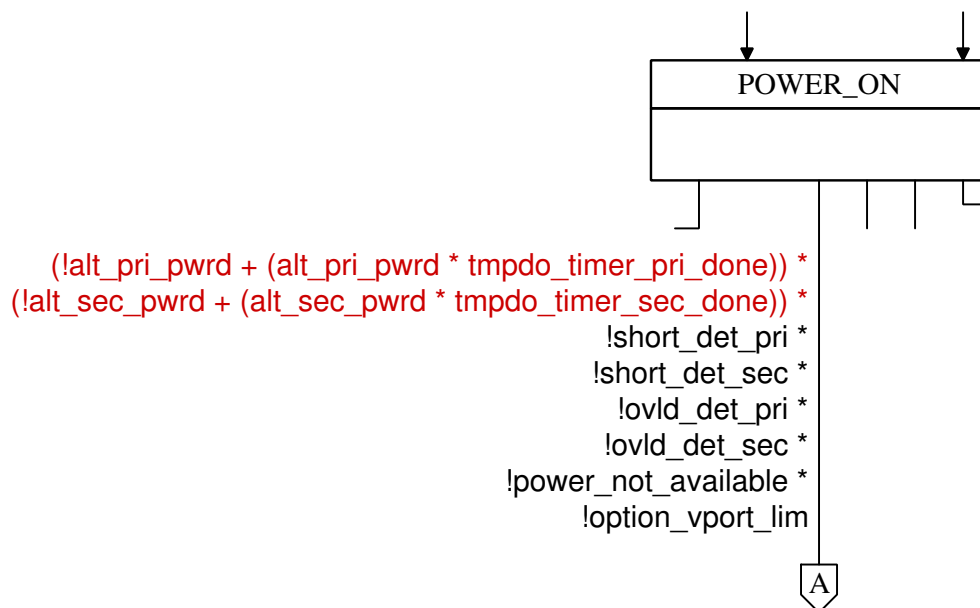 POWER_ON
(!alt_pri_pwrd + (alt_pri_pwrd * tmpdo_timer_pri_done)) *
(!alt_sec_pwrd + (alt_sec_pwrd * tmpdo_timer_sec_done)) *
!short_det_pri *
!short_det_sec *
!ovld_det_pri *
!ovld_det_sec *
!power_not_available *
!option_vport_lim
A